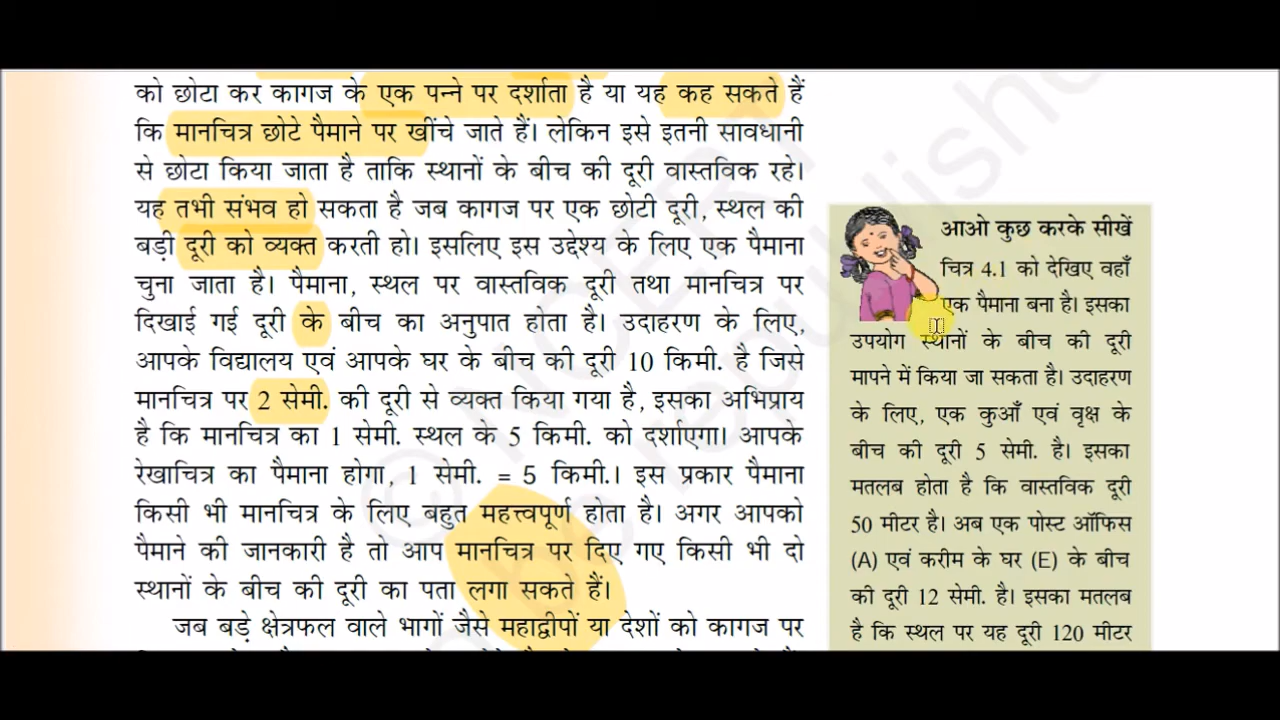 को छोटा कर कागज के एक पन्ने पर दर्शाता है या यह कह सकते हैं
कि मानचित्र छोटे पैमाने पर खींचे जाते हैं। लेकिन इसे इतनी सावधानी
से छोटा किया जाता है ताकि स्थानों के बीच की दूरी वास्तविक रहे।
यह तभी संभव हो सकता है जब कागज पर एक छोटी दूरी, स्थल की
बड़ी दूरी को व्यक्त करती हो। इसलिए इस उद्देश्य के लिए एक पैमाना
चुना जाता है। पैमाना, स्थल पर वास्तविक दूरी तथा मानचित्र पर
दिखाई गई दूरी के बीच का अनुपात होता है। उदाहरण के लिए,
आपके विद्यालय एवं आपके घर के बीच की दूरी 10 किमी. है जिसे
मानचित्र पर 2 सेमी. की दूरी से व्यक्त किया गया है, इसका अभिप्राय
है कि मानचित्र का 1 सेमी. स्थल के 5 किमी. को दर्शाएगा। आपके
रेखाचित्र का पैमाना होगा, 1 सेमी. = 5 किमी.। इस प्रकार पैमाना
किसी भी मानचित्र के लिए बहुत महत्त्वपूर्ण होता है। अगर आपको
पैमाने की जानकारी है तो आप मानचित्र पर दिए गए किसी भी दो
स्थानों के बीच की दूरी का पता लगा सकते हैं।
जब बड़े क्षेत्रफल वाले भागों जैसे महाद्वीपों या देशों को कागज पर
आओ कुछ करके सीखें
चित्र 4.1 को देखिए वहाँ
एक पैमाना बना है। इसका
उपयोग स्थानों के बीच की दूरी
मापने में किया जा सकता है। उदाहरण
के लिए, एक कुआँ एवं वृक्ष के
बीच की दूरी 5 सेमी. है। इसका
मतलब होता है कि वास्तविक दूरी
50 मीटर है। अब एक पोस्ट ऑफिस
(A) एवं करीम के घर (E) के बीच
की दूरी 12 सेमी. है। इसका मतलब
है कि स्थल पर यह दूरी 120 मीटर